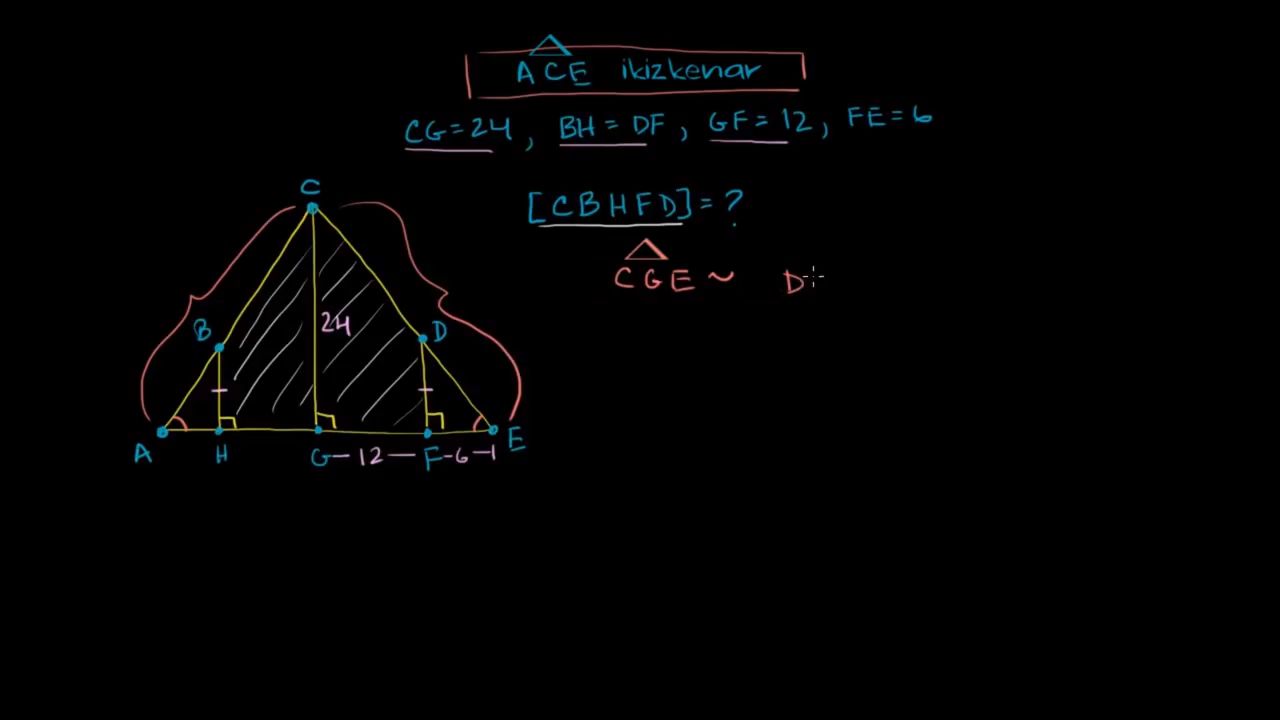 ACE ikizkenar
CG=24, BH=DF, GF=12, FE=6
[CBHFD]=?
CGE ~ D
C
B
24
D
A H G 12 F 6 E